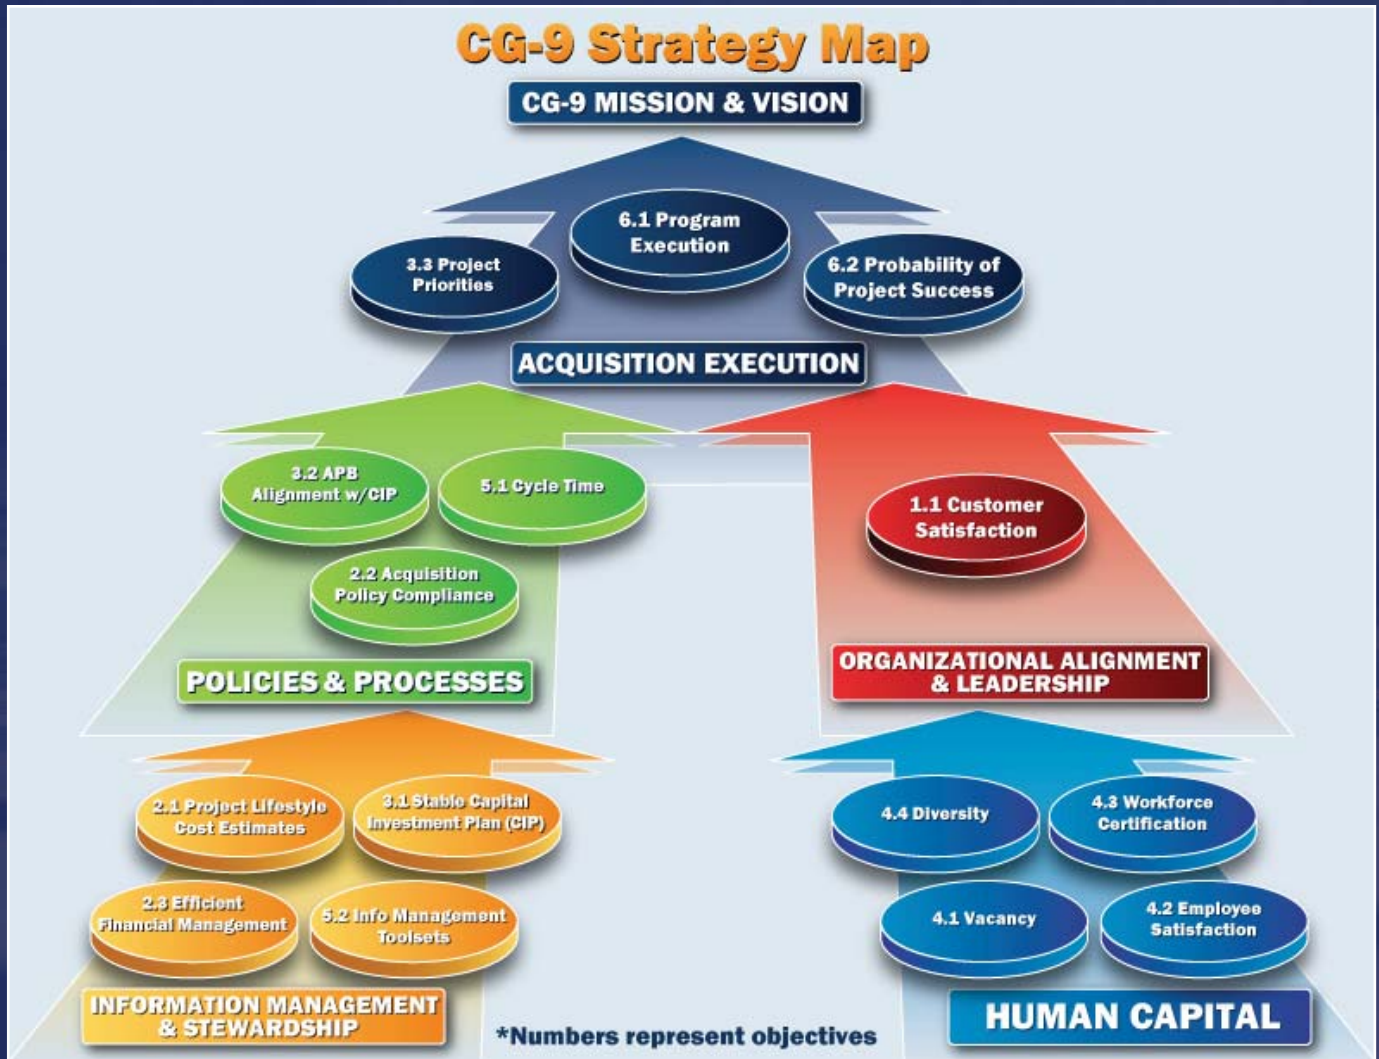 CG-9 Strategy Map
CG-9 MISSION & VISION
6.1 Program
Execution
3.3 Project
Priorities
6.2 Probability of
Project Success
ACQUISITION EXECUTION
3.2 APB
Alignment w/CIP
5.1 Cycle Time
2.2 Acquisition
Policy Compliance
POLICIES & PROCESSES
1.1 Customer
Satisfaction
ORGANIZATIONAL ALIGNMENT
& LEADERSHIP
2.1 Project Lifestyle
Cost Estimates
3.1 Stable Capital
Investment Plan (CIP)
2.3 Efficient
Financial Management
5.2 Info Management
Toolsets
INFORMATION MANAGEMENT
& STEWARDSHIP
4.4 Diversity
4.3 Workforce
Certification
4.1 Vacancy
4.2 Employee
Satisfaction
HUMAN CAPITAL
*Numbers represent objectives